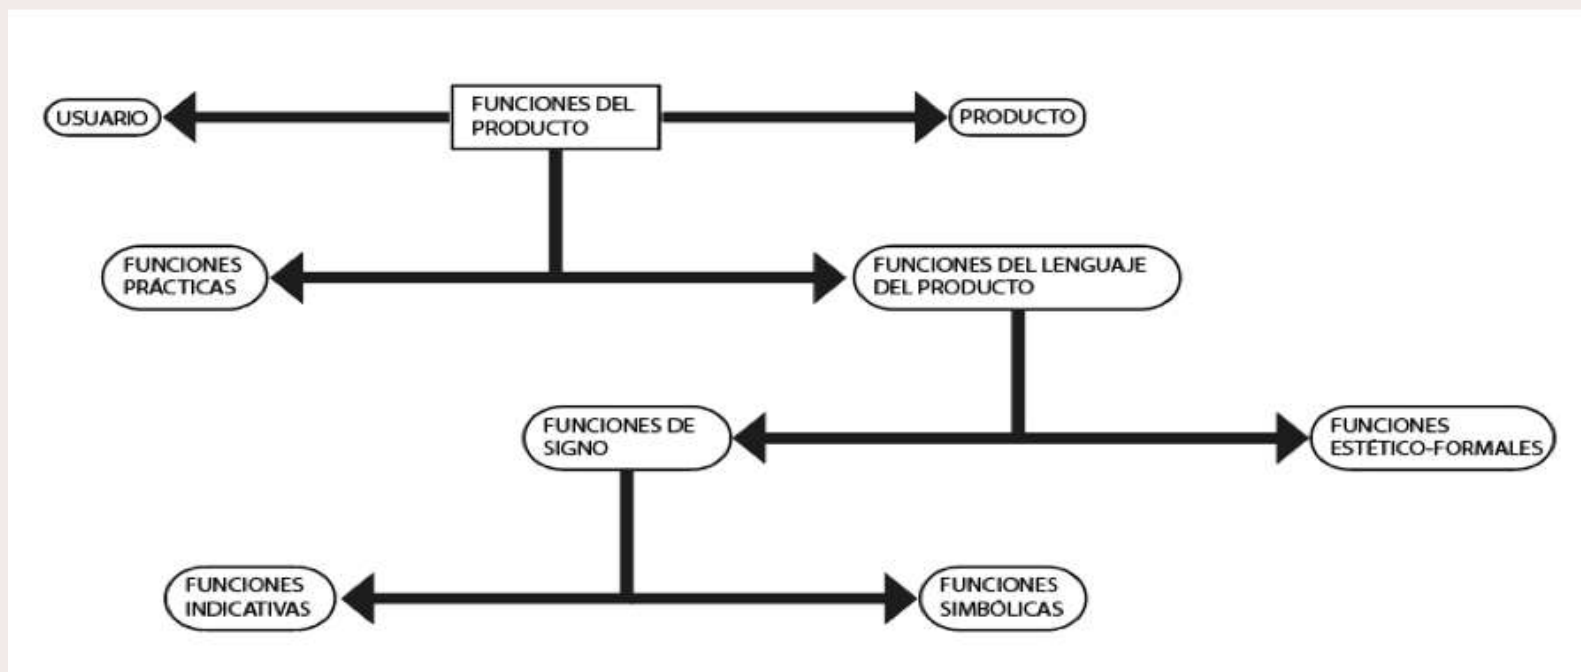 USUARIO
FUNCIONES DEL
PRODUCTO
PRODUCTO
FUNCIONES
PRÁCTICAS
FUNCIONES DEL LENGUAJE
DEL PRODUCTO
FUNCIONES DE
SIGNO
FUNCIONES
ESTÉTICO-FORMALES
FUNCIONES
INDICATIVAS
FUNCIONES
SIMBÓLICAS